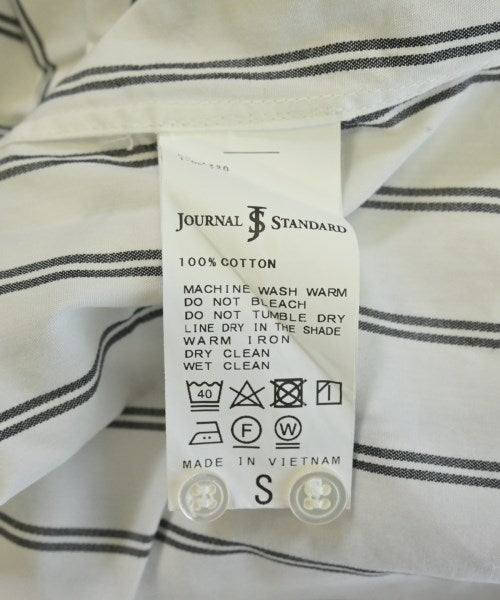 JOURNAL JS STANDARD
100% COTTON
MACHINE WASH WARM
DO NOT BLEACH
DO NOT TUMBLE DRY
LINE DRY IN THE SHADE
WARM IRON
DRY CLEAN
WET CLEAN
40
F W
MADE IN VIETNAM
S